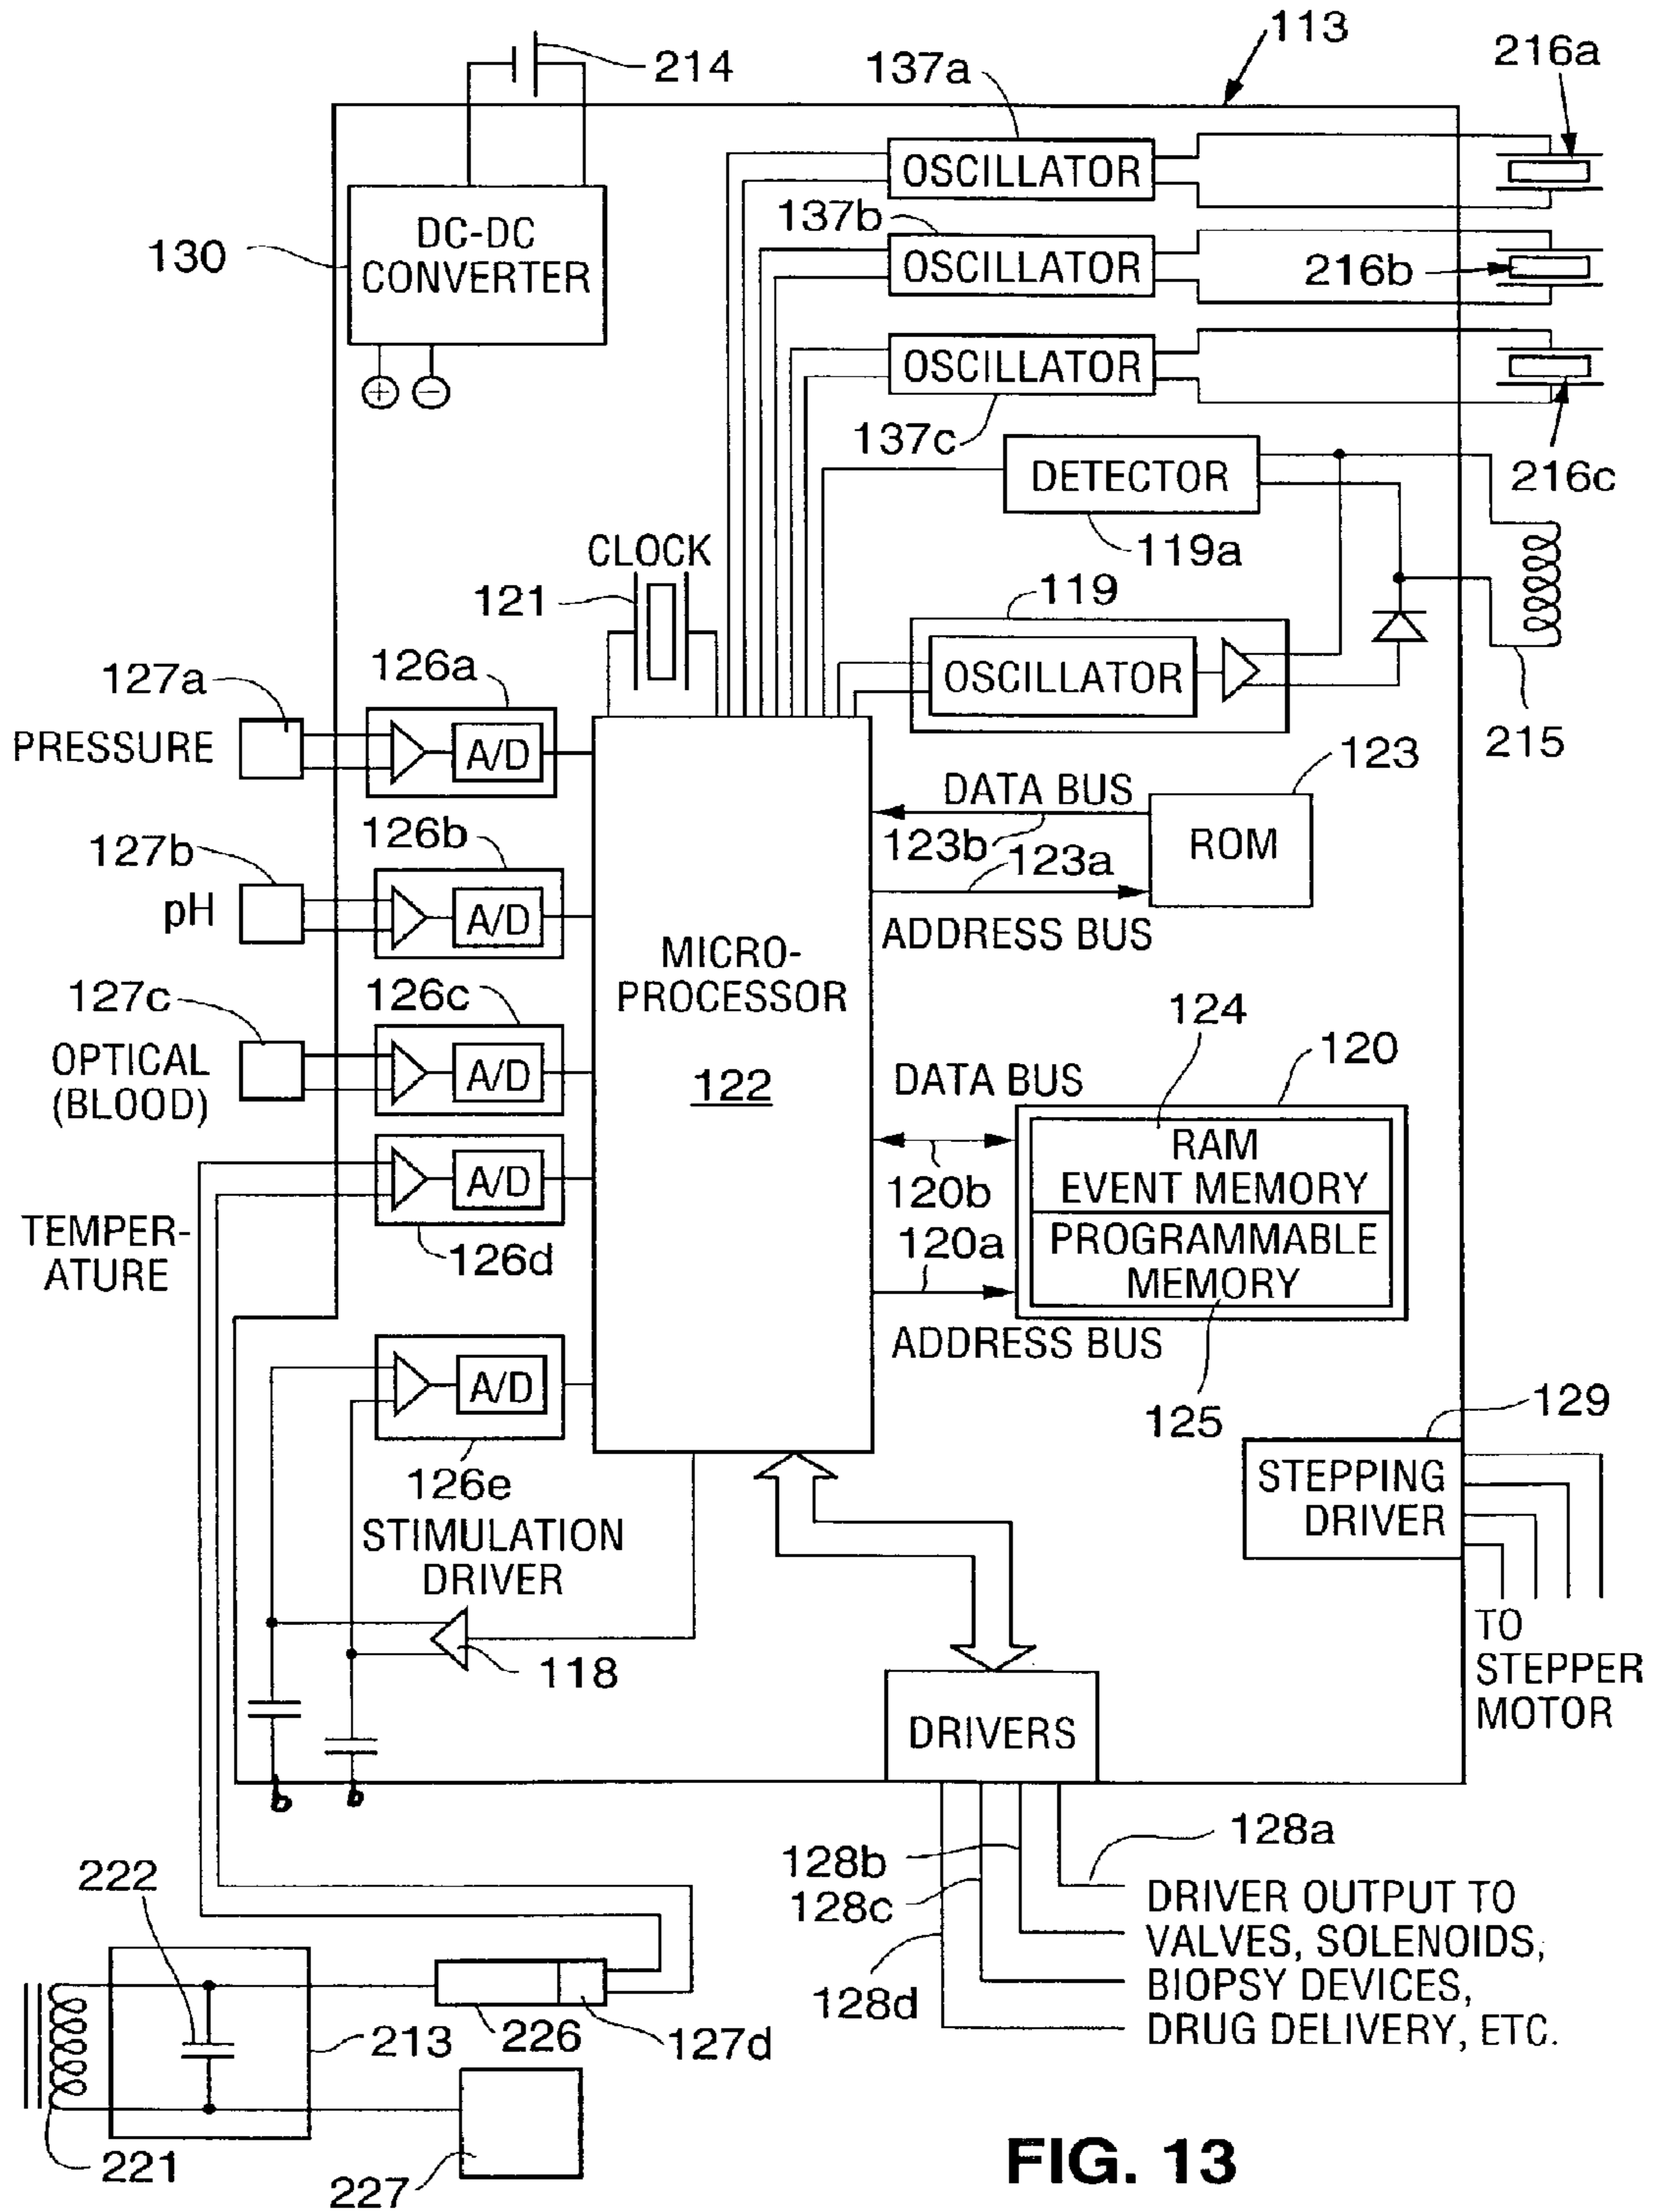 113
214
137a
216a
OSCILLATOR
137b
DC-DC
CONVERTER
130
OSCILLATOR
216b
+
−
OSCILLATOR
137c
216c
DETECTOR
119a
CLOCK
121
119
OSCILLATOR
215
127a
126a
PRESSURE
A/D
123
DATA BUS
123b
ROM
123a
ADDRESS BUS
127b
126b
pH
A/D
MICRO-
PROCESSOR
122
127c
126c
OPTICAL
(BLOOD)
A/D
124
120
DATA BUS
RAM
EVENT MEMORY
120b
A/D
TEMPER-
ATURE
126d
120a
PROGRAMMABLE
MEMORY
ADDRESS BUS
125
A/D
126e
129
STEPPING
DRIVER
STIMULATION
DRIVER
118
TO
STEPPER
MOTOR
DRIVERS
128a
128b
128c
128d
DRIVER OUTPUT TO
VALVES, SOLENOIDS,
BIOPSY DEVICES,
DRUG DELIVERY, ETC.
222
213
226
127d
221
227
FIG. 13